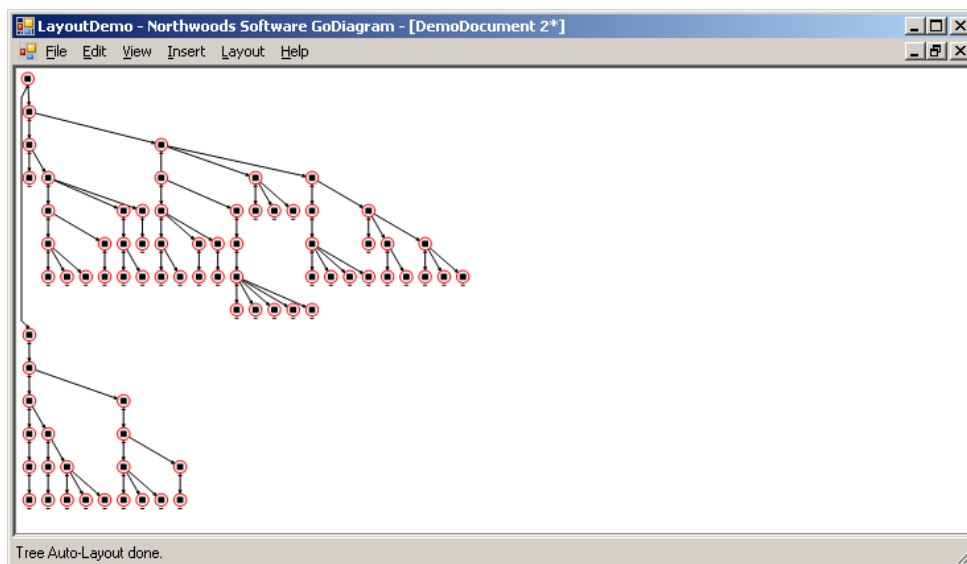 LayoutDemo - Northwoods Software GoDiagram - [DemoDocument 2*]
File Edit View Insert Layout Help
Tree Auto-Layout done.